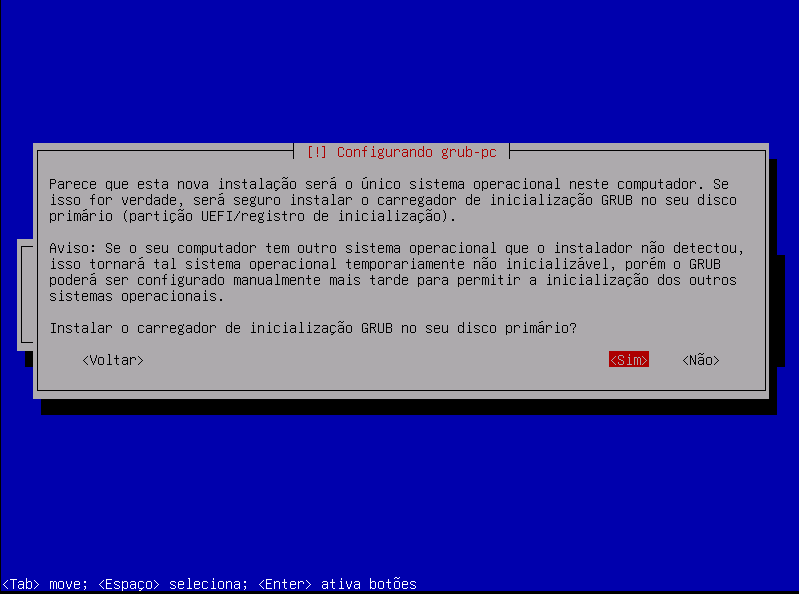 [!] Configurando grub-pc
Parece que esta nova instalação será o único sistema operacional neste computador. Se
isso for verdade, será seguro instalar o carregador de inicialização GRUB no seu disco
primário (partição UEFI/registro de inicialização).
Aviso: Se o seu computador tem outro sistema operacional que o instalador não detectou,
isso tornará tal sistema operacional temporariamente não inicializável, porém o GRUB
poderá ser configurado manualmente mais tarde para permitir a inicialização dos outros
sistemas operacionais.
Instalar o carregador de inicialização GRUB no seu disco primário?
<Voltar> <Sim> <Não>
<Tab> move; <Espaço> seleciona; <Enter> ativa botões